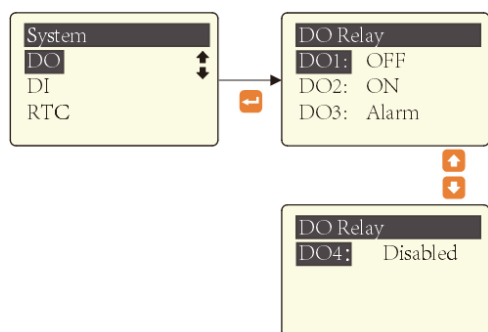 System
DO
DI
RTC
DO Relay
DO1: OFF
DO2: ON
DO3: Alarm
DO Relay
DO4: Disabled